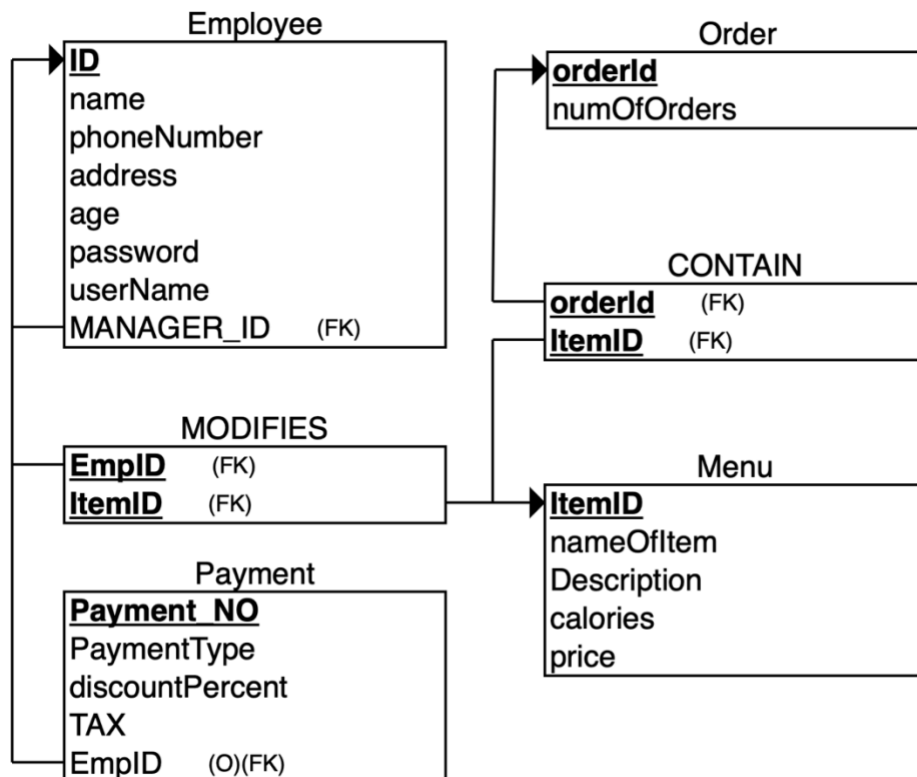 Employee
ID
name
phoneNumber
address
age
password
userName
MANAGER_ID (FK)
MODIFIES
EmpID (FK)
ItemID (FK)
Payment
Payment_NO
PaymentType
discountPercent
TAX
EmpID (O)(FK)
Order
orderId
numOfOrders
CONTAIN
orderId (FK)
ItemID (FK)
Menu
ItemID
nameOfItem
Description
calories
price